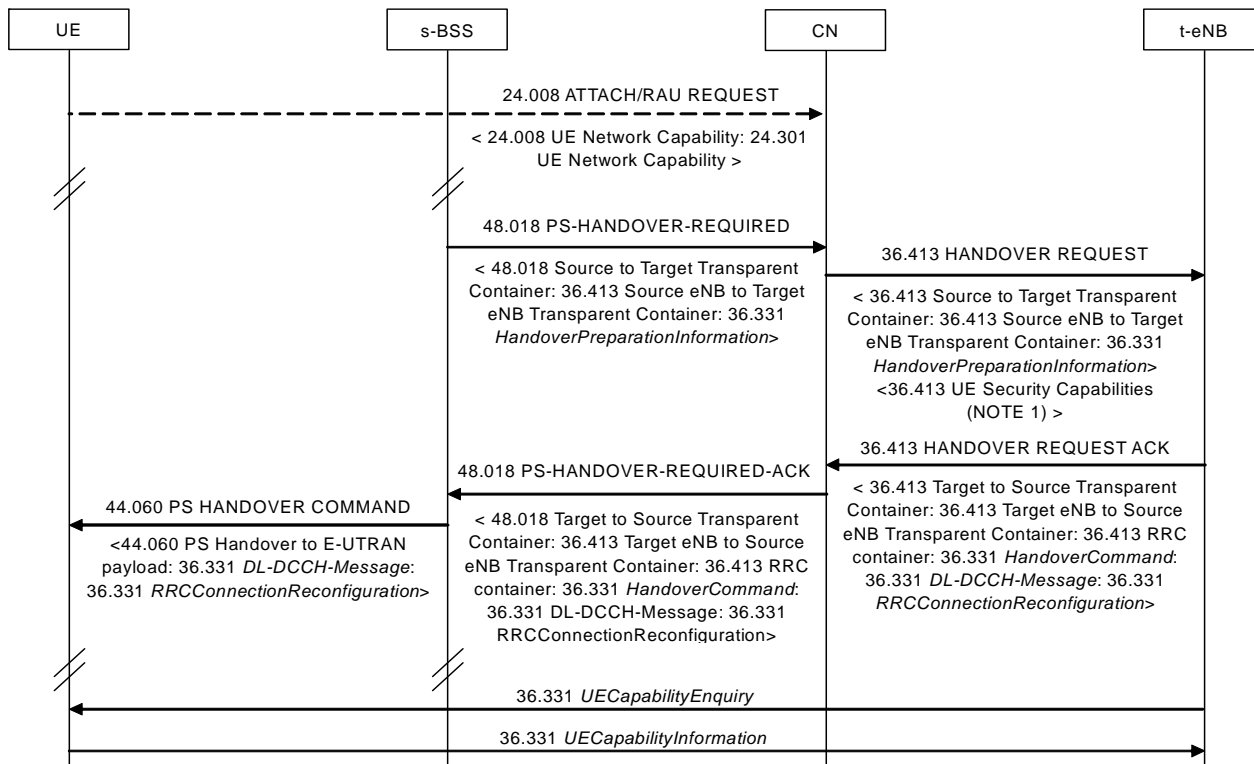 UE
s-BSS
CN
t-eNB
24.008 ATTACH/RAU REQUEST
< 24.008 UE Network Capability: 24.301
UE Network Capability >
48.018 PS-HANDOVER-REQUIRED
< 48.018 Source to Target Transparent
Container: 36.413 Source eNB to Target
eNB Transparent Container: 36.331
HandoverPreparationInformation>
36.413 HANDOVER REQUEST
< 36.413 Source to Target Transparent
Container: 36.413 Source eNB to Target
eNB Transparent Container: 36.331
HandoverPreparationInformation>
<36.413 UE Security Capabilities
(NOTE 1) >
36.413 HANDOVER REQUEST ACK
< 36.413 Target to Source Transparent
Container: 36.413 Target eNB to Source
eNB Transparent Container: 36.413 RRC
container: 36.331 HandoverCommand:
36.331 DL-DCCH-Message: 36.331
RRCConnectionReconfiguration>
48.018 PS-HANDOVER-REQUIRED-ACK
< 48.018 Target to Source Transparent
Container: 36.413 Target eNB to Source
eNB Transparent Container: 36.413 RRC
container: 36.331 HandoverCommand:
36.331 DL-DCCH-Message: 36.331
RRCConnectionReconfiguration>
44.060 PS HANDOVER COMMAND
<44.060 PS Handover to E-UTRAN
payload: 36.331 DL-DCCH-Message:
36.331 RRCConnectionReconfiguration>
36.331 UECapabilityEnquiry
36.331 UECapabilityInformation